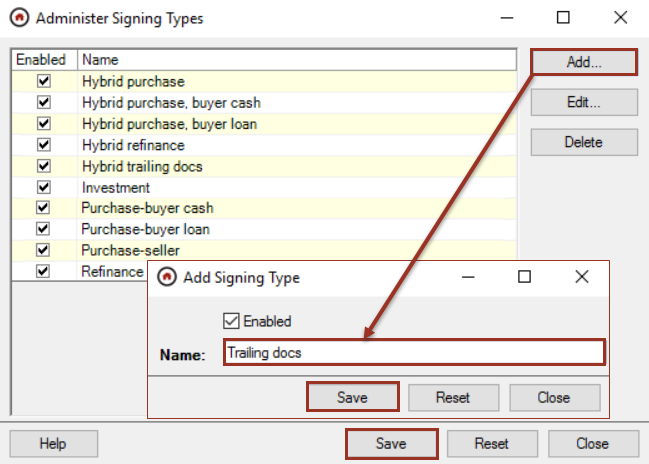 Administer Signing Types
Enabled Name
Hybrid purchase
Hybrid purchase, buyer cash
Hybrid purchase, buyer loan
Hybrid refinance
Hybrid trailing docs
Investment
Purchase-buyer cash
Purchase-buyer loan
Purchase-seller
Refinance
Add...
Edit...
Delete
Add Signing Type
Enabled
Name: Trailing docs
Save Reset Close
Help Save Reset Close